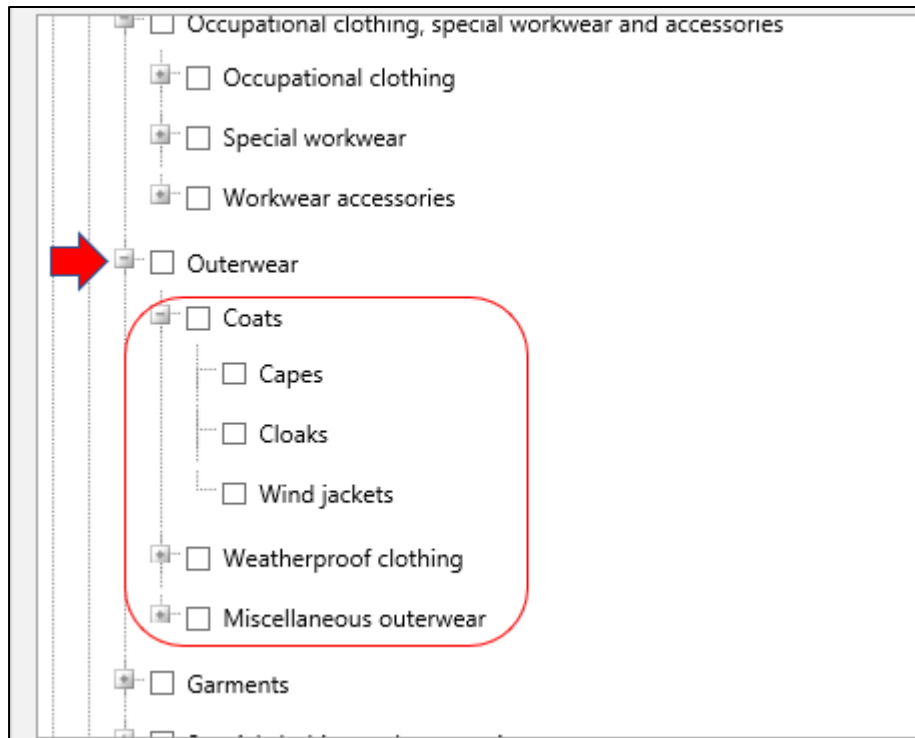 Occupational clothing, special workwear and accessories
Occupational clothing
Special workwear
Workwear accessories
Outerwear
Coats
Capes
Cloaks
Wind jackets
Weatherproof clothing
Miscellaneous outerwear
Garments